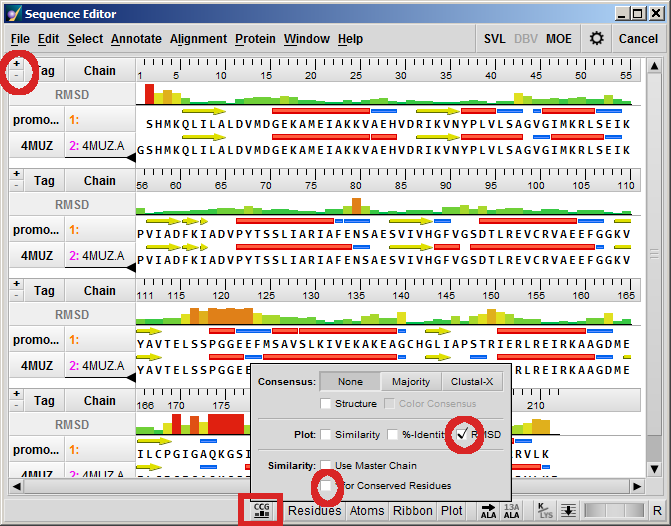 Sequence Editor
File Edit Select Annotate Alignment Protein Window Help SVL DBV MOE Cancel
+ - Tag Chain 1 5 10 15 20 25 30 35 40 45 50 55
RMSD
promo... 1: SHMKQLILALDVMDGEKAMEIAKKVAEHVDRIKVNYPLVLSAGVGIMKRLSEIK
4MUZ 2: 4MUZ.A GSHMKQLILALDVMDGEKAMEIAKKVAEHVDRIKVNYPLVLSAGVGIMKRLSEIK
+ - Tag Chain 56 60 65 70 75 80 85 90 95 100 105 110
RMSD
promo... 1: PVIADFKIADVPYTSSLIARIAFENSAESVIVHGFVGSDTLREVCRVAEEFGGKV
4MUZ 2: 4MUZ.A PVIADFKIADVPYTSSLIARIAFENSAESVIVHGFVGSDTLREVCRVAEEFGGKV
+ - Tag Chain 111 115 120 125 130 135 140 145 150 155 160 165
RMSD
promo... 1: YAVTELSSPGGEEFMSAVSLKIVEKAKEAGCHGLIAPSTRIERLREIRKAAGDME
4MUZ 2: 4MUZ.A YAVTELSSPGGE RIERLREIRKAAGDME
+ - Tag Chain 166 170 175 210
RMSD
promo... 1: ILCPGIGAQKGSI RVLK
4MUZ 2: 4MUZ.A ILCPGIGAQKGSI RVLK
Consensus: None Majority Clustal-X
Structure Color Consensus
Plot: Similarity %-Identity RMSD
Similarity: Use Master Chain
for Conserved Residues
CCG Residues Atoms Ribbon Plot ALA 13A ALA K LYS R